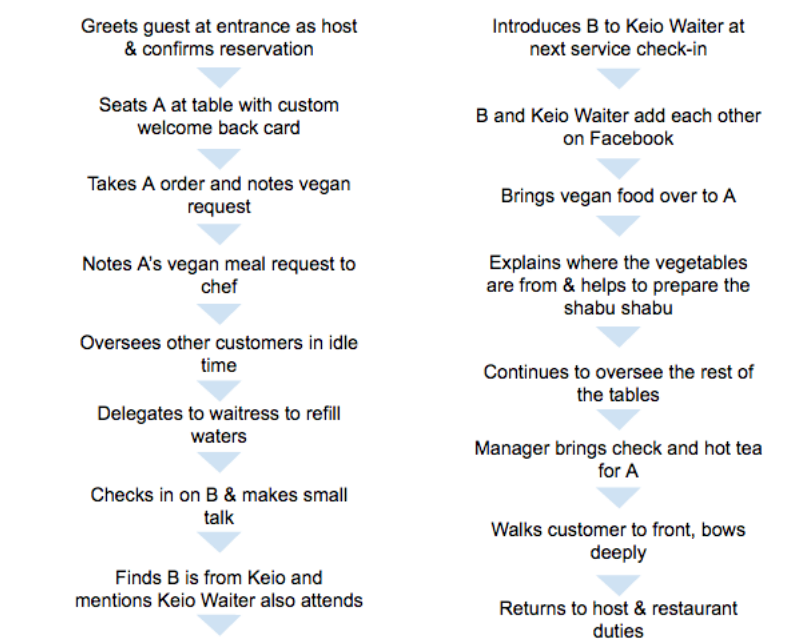 Greets guest at entrance as host
& confirms reservation
Seats A at table with custom
welcome back card
Takes A order and notes vegan
request
Notes A's vegan meal request to
chef
Oversees other customers in idle
time
Delegates to waitress to refill
waters
Checks in on B & makes small
talk
Finds B is from Keio and
mentions Keio Waiter also attends
Introduces B to Keio Waiter at
next service check-in
B and Keio Waiter add each other
on Facebook
Brings vegan food over to A
Explains where the vegetables
are from & helps to prepare the
shabu shabu
Continues to oversee the rest of
the tables
Manager brings check and hot tea
for A
Walks customer to front, bows
deeply
Returns to host & restaurant
duties